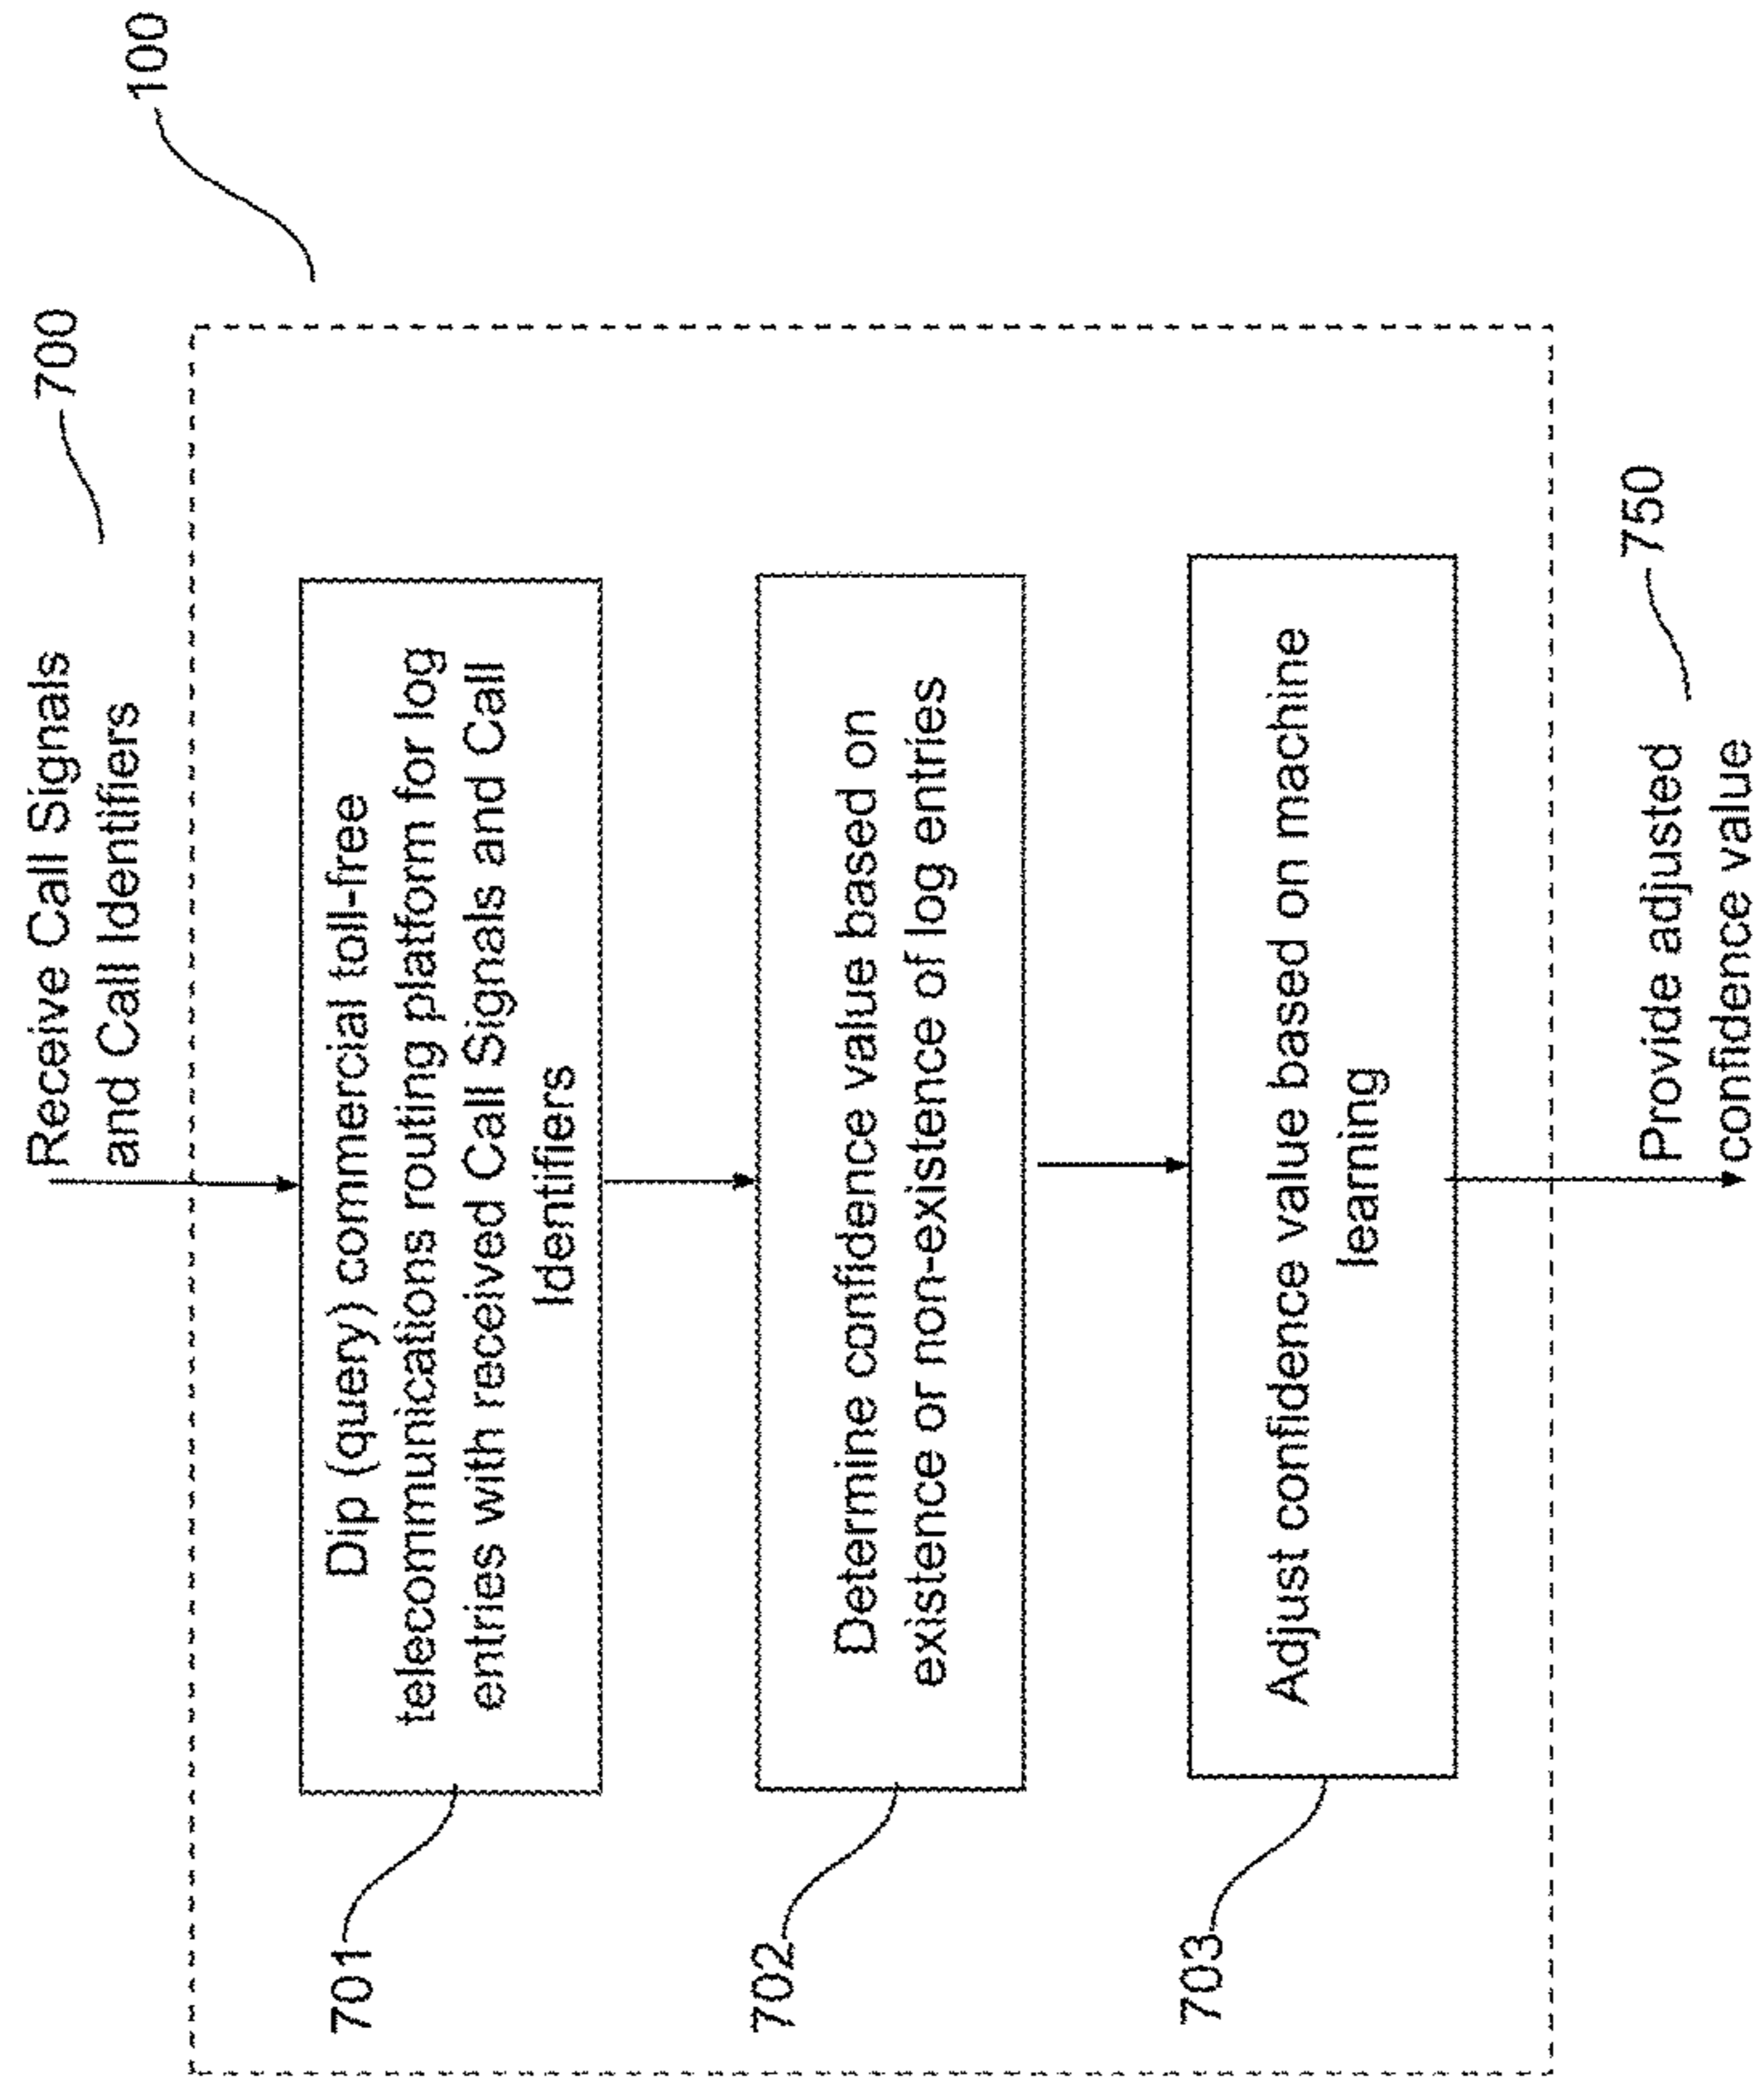 Receive Call Signals
and Call Identifiers
700
100
701
Dip (query) commercial toll-free
telecommunications routing platform for log
entries with received Call Signals and Call
Identifiers
702
Determine confidence value based on
existence or non-existence of log entries
703
Adjust confidence value based on machine
learning
Provide adjusted
confidence value
750